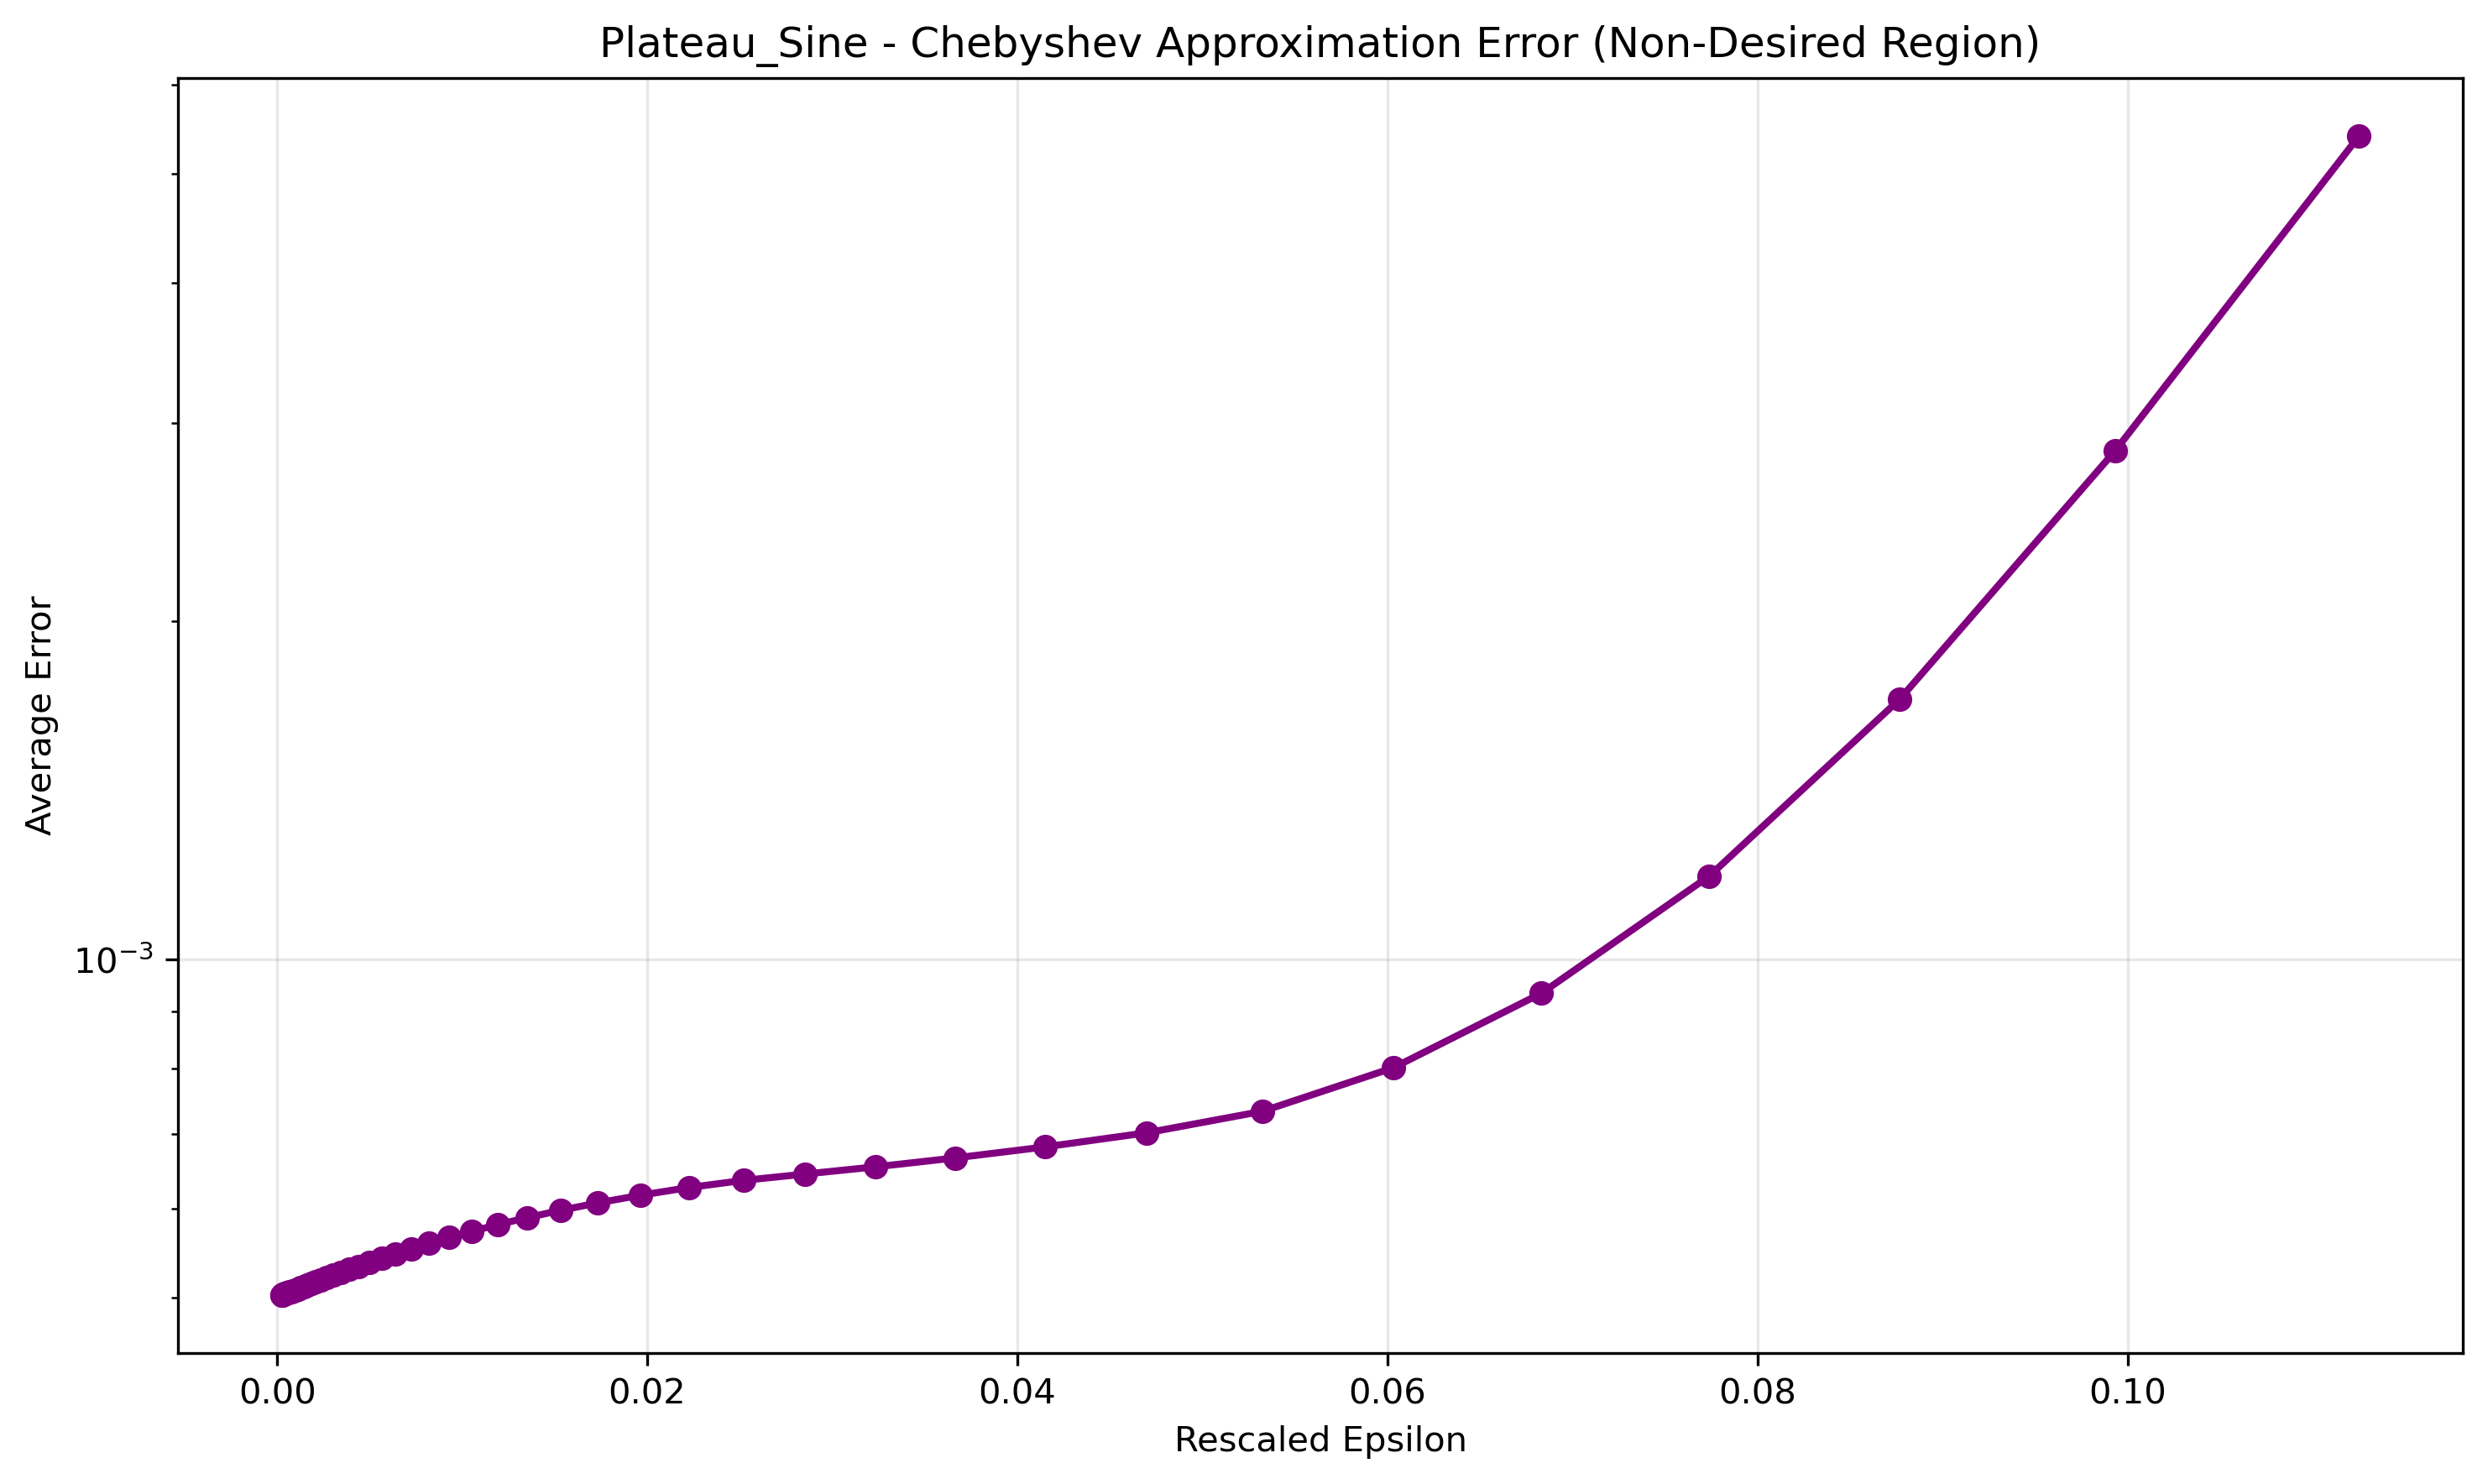 Plateau_Sine - Chebyshev Approximation Error (Non-Desired Region)
Average Error
10⁻³
0.00 0.02 0.04 0.06 0.08 0.10
Rescaled Epsilon